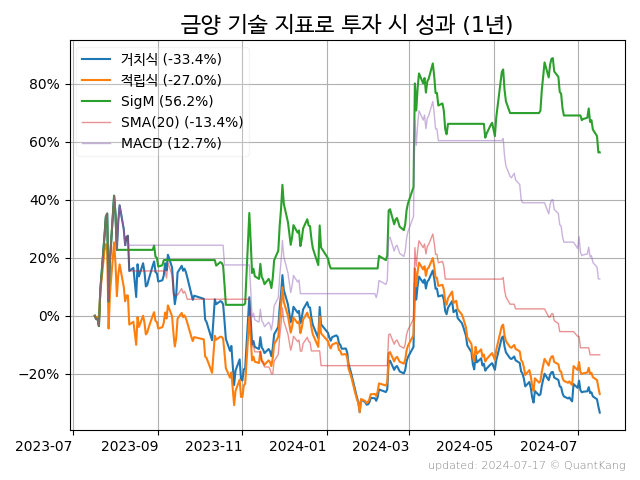 금양 기술 지표로 투자 시 성과 (1년)
거치식 (-33.4%)
적립식 (-27.0%)
SigM (56.2%)
SMA(20) (-13.4%)
MACD (12.7%)
80%
60%
40%
20%
0%
−20%
2023-07 2023-09 2023-11 2024-01 2024-03 2024-05 2024-07
updated: 2024-07-17 © QuantKang